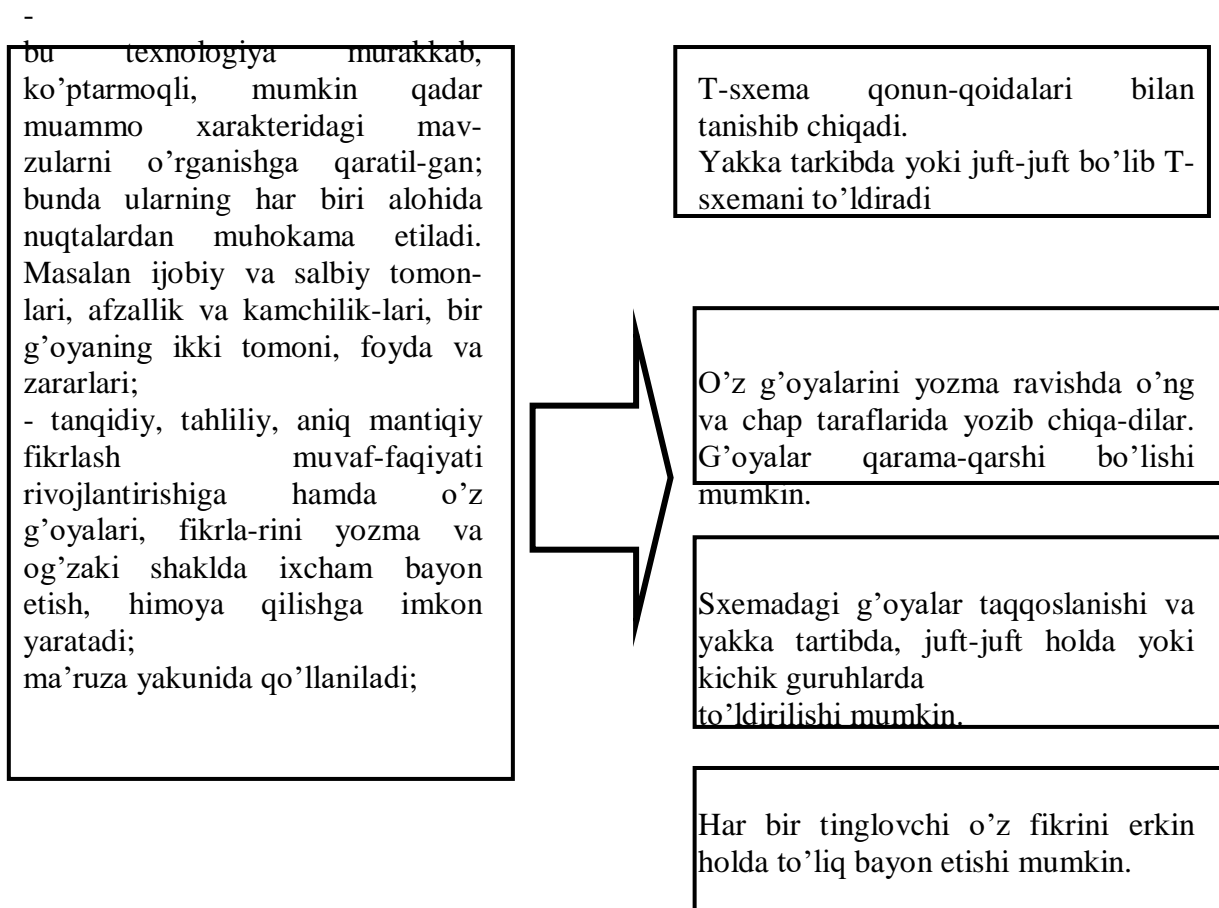 -
bu texnologiya murakkab,
ko’ptarmoqli, mumkin qadar
muammo xarakteridagi mav-
zularni o’rganishga qaratil-gan;
bunda ularning har biri alohida
nuqtalardan muhokama etiladi.
Masalan ijobiy va salbiy tomon-
lari, afzallik va kamchilik-lari, bir
g’oyaning ikki tomoni, foyda va
zararlari;
- tanqidiy, tahliliy, aniq mantiqiy
fikrlash muvaf-faqiyati
rivojlantirishiga hamda o’z
g’oyalari, fikrla-rini yozma va
og’zaki shaklda ixcham bayon
etish, himoya qilishga imkon
yaratadi;
ma’ruza yakunida qo’llaniladi;
T-sxema qonun-qoidalari bilan
tanishib chiqadi.
Yakka tarkibda yoki juft-juft bo’lib T-
sxemani to’ldiradi
O’z g’oyalarini yozma ravishda o’ng
va chap taraflarida yozib chiqa-dilar.
G’oyalar qarama-qarshi bo’lishi
mumkin.
Sxemadagi g’oyalar taqqoslanishi va
yakka tartibda, juft-juft holda yoki
kichik guruhlarda
to’ldirilishi mumkin.
Har bir tinglovchi o’z fikrini erkin
holda to’liq bayon etishi mumkin.